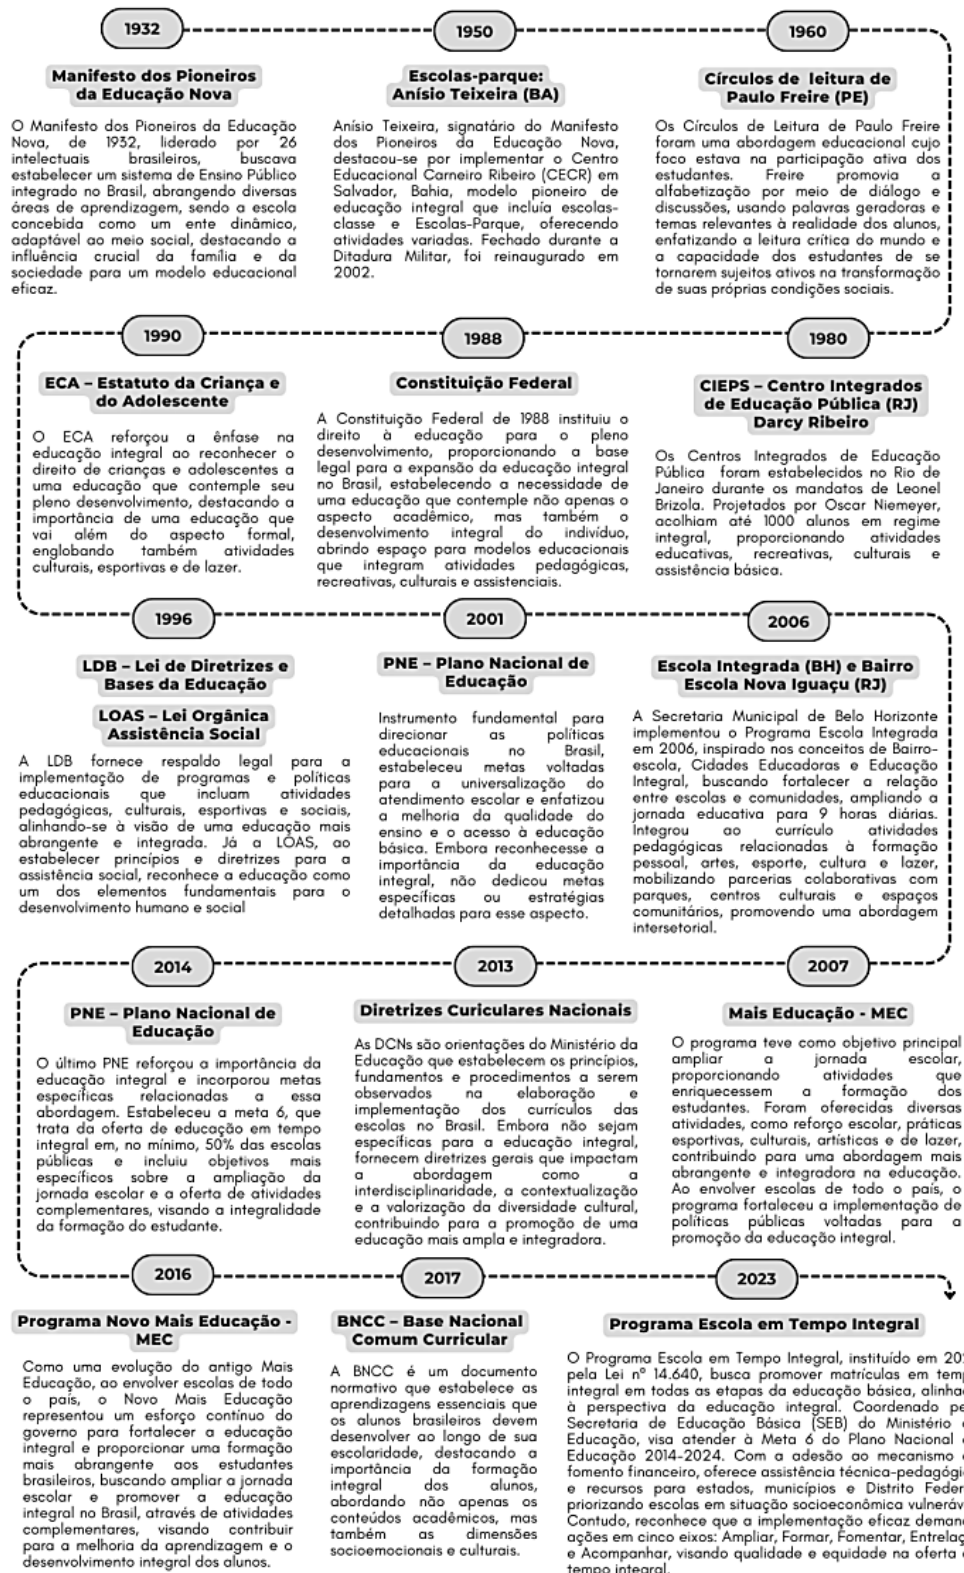 1932
Manifesto dos Pioneiros
da Educação Nova
O Manifesto dos Pioneiros da Educação
Nova, de 1932, liderado por 26
intelectuais brasileiros, buscava
estabelecer um sistema de Ensino Público
integrado no Brasil, abrangendo diversas
áreas de aprendizagem, sendo a escola
concebida como um ente dinâmico,
adaptável ao meio social, destacando a
influência crucial da família e da
sociedade para um modelo educacional
eficaz.
1950
Escolas-parque:
Anísio Teixeira (BA)
Anísio Teixeira, signatário do Manifesto
dos Pioneiros da Educação Nova,
destacou-se por implementar o Centro
Educacional Carneiro Ribeiro (CECR) em
Salvador, Bahia, modelo pioneiro de
educação integral que incluía escolas-
classe e Escolas-Parque, oferecendo
atividades variadas. Fechado durante a
Ditadura Militar, foi reinaugurado em
2002.
1960
Círculos de leitura de
Paulo Freire (PE)
Os Círculos de Leitura de Paulo Freire
foram uma abordagem educacional cujo
foco estava na participação ativa dos
estudantes. Freire promovia a
alfabetização por meio de diálogo e
discussões, usando palavras geradoras e
temas relevantes à realidade dos alunos,
enfatizando a leitura crítica do mundo e
a capacidade dos estudantes de se
tornarem sujeitos ativos na transformação
de suas próprias condições sociais.
1980
CIEPS – Centro Integrados
de Educação Pública (RJ)
Darcy Ribeiro
Os Centros Integrados de Educação
Pública foram estabelecidos no Rio de
Janeiro durante os mandatos de Leonel
Brizola. Projetados por Oscar Niemeyer,
acolhiam até 1000 alunos em regime
integral, proporcionando atividades
educativas, recreativas, culturais e
assistência básica.
1988
Constituição Federal
A Constituição Federal de 1988 instituiu o
direito à educação para o pleno
desenvolvimento, proporcionando a base
legal para a expansão da educação integral
no Brasil, estabelecendo a necessidade de
uma educação que contemple não apenas o
aspecto acadêmico, mas também o
desenvolvimento integral do indivíduo,
abrindo espaço para modelos educacionais
que integram atividades pedagógicas,
recreativas, culturais e assistenciais.
1990
ECA – Estatuto da Criança e
do Adolescente
O ECA reforçou a ênfase na
educação integral ao reconhecer o
direito de crianças e adolescentes a
uma educação que contemple seu
pleno desenvolvimento, destacando a
importância de uma educação que
vai além do aspecto formal,
englobando também atividades
culturais, esportivas e de lazer.
1996
LDB – Lei de Diretrizes e
Bases da Educação
LOAS – Lei Orgânica
Assistência Social
A LDB fornece respaldo legal para a
implementação de programas e políticas
educacionais que incluam atividades
pedagógicas, culturais, esportivas e sociais,
alinhando-se à visão de uma educação mais
abrangente e integrada. Já a LOAS, ao
estabelecer princípios e diretrizes para a
assistência social, reconhece a educação como
um dos elementos fundamentais para o
desenvolvimento humano e social
2001
PNE – Plano Nacional de
Educação
Instrumento fundamental para
direcionar as políticas
educacionais no Brasil,
estabeleceu metas voltadas
para a universalização do
atendimento escolar e enfatizou
a melhoria da qualidade do
ensino e o acesso à educação
básica. Embora reconhecesse a
importância da educação
integral, não dedicou metas
específicas ou estratégias
detalhadas para esse aspecto.
2006
Escola Integrada (BH) e Bairro
Escola Nova Iguaçu (RJ)
A Secretaria Municipal de Belo Horizonte
implementou o Programa Escola Integrada
em 2006, inspirado nos conceitos de Bairro-
escola, Cidades Educadoras e Educação
Integral, buscando fortalecer a relação
entre escolas e comunidades, ampliando a
jornada educativa para 9 horas diárias.
Integrou ao currículo atividades
pedagógicas relacionadas à formação
pessoal, artes, esporte, cultura e lazer,
mobilizando parcerias colaborativas com
parques, centros culturais e espaços
comunitários, promovendo uma abordagem
intersetorial.
2007
Mais Educação - MEC
O programa teve como objetivo principal
ampliar a jornada escolar,
proporcionando atividades que
enriquecessem a formação dos
estudantes. Foram oferecidas diversas
atividades, como reforço escolar, práticas
esportivas, culturais, artísticas e de lazer,
contribuindo para uma abordagem mais
abrangente e integradora na educação.
Ao envolver escolas de todo o país, o
programa fortaleceu a implementação de
políticas públicas voltadas para a
promoção da educação integral.
2013
Diretrizes Curiculares Nacionais
As DCNs são orientações do Ministério da
Educação que estabelecem os princípios,
fundamentos e procedimentos a serem
observados na elaboração e
implementação dos currículos das
escolas no Brasil. Embora não sejam
específicas para a educação integral,
fornecem diretrizes gerais que impactam
a abordagem como a
interdisciplinaridade, a contextualização
e a valorização da diversidade cultural,
contribuindo para a promoção de uma
educação mais ampla e integradora.
2014
PNE – Plano Nacional de
Educação
O último PNE reforçou a importância da
educação integral e incorporou metas
específicas relacionadas a essa
abordagem. Estabeleceu a meta 6, que
trata da oferta de educação em tempo
integral em, no mínimo, 50% das escolas
públicas e incluiu objetivos mais
específicos sobre a ampliação da
jornada escolar e a oferta de atividades
complementares, visando a integralidade
da formação do estudante.
2016
Programa Novo Mais Educação -
MEC
Como uma evolução do antigo Mais
Educação, ao envolver escolas de todo
o país, o Novo Mais Educação
representou um esforço contínuo do
governo para fortalecer a educação
integral e proporcionar uma formação
mais abrangente aos estudantes
brasileiros, buscando ampliar a jornada
escolar e promover a educação
integral no Brasil, através de atividades
complementares, visando contribuir
para a melhoria da aprendizagem e o
desenvolvimento integral dos alunos.
2017
BNCC – Base Nacional
Comum Curricular
A BNCC é um documento
normativo que estabelece as
aprendizagens essenciais que
os alunos brasileiros devem
desenvolver ao longo de sua
escolaridade, destacando a
importância da formação
integral dos alunos,
abordando não apenas os
conteúdos acadêmicos, mas
também as dimensões
socioemocionais e culturais.
2023
Programa Escola em Tempo Integral
O Programa Escola em Tempo Integral, instituído em
pela Lei nº 14.640, busca promover matrículas em temp
integral em todas as etapas da educação básica, alinha
à perspectiva da educação integral. Coordenado pe
Secretaria de Educação Básica (SEB) do Ministério
Educação, visa atender à Meta 6 do Plano Nacional
Educação 2014-2024. Com a adesão ao mecanismo
fomento financeiro, oferece assistência técnica-pedagógi
e recursos para estados, municípios e Distrito Feder
priorizando escolas em situação socioeconômica vulneráv
Contudo, reconhece que a implementação eficaz deman
ações em cinco eixos: Ampliar, Formar, Fomentar, Entrelaç
e Acompanhar, visando qualidade e equidade na oferta
tempo integral.